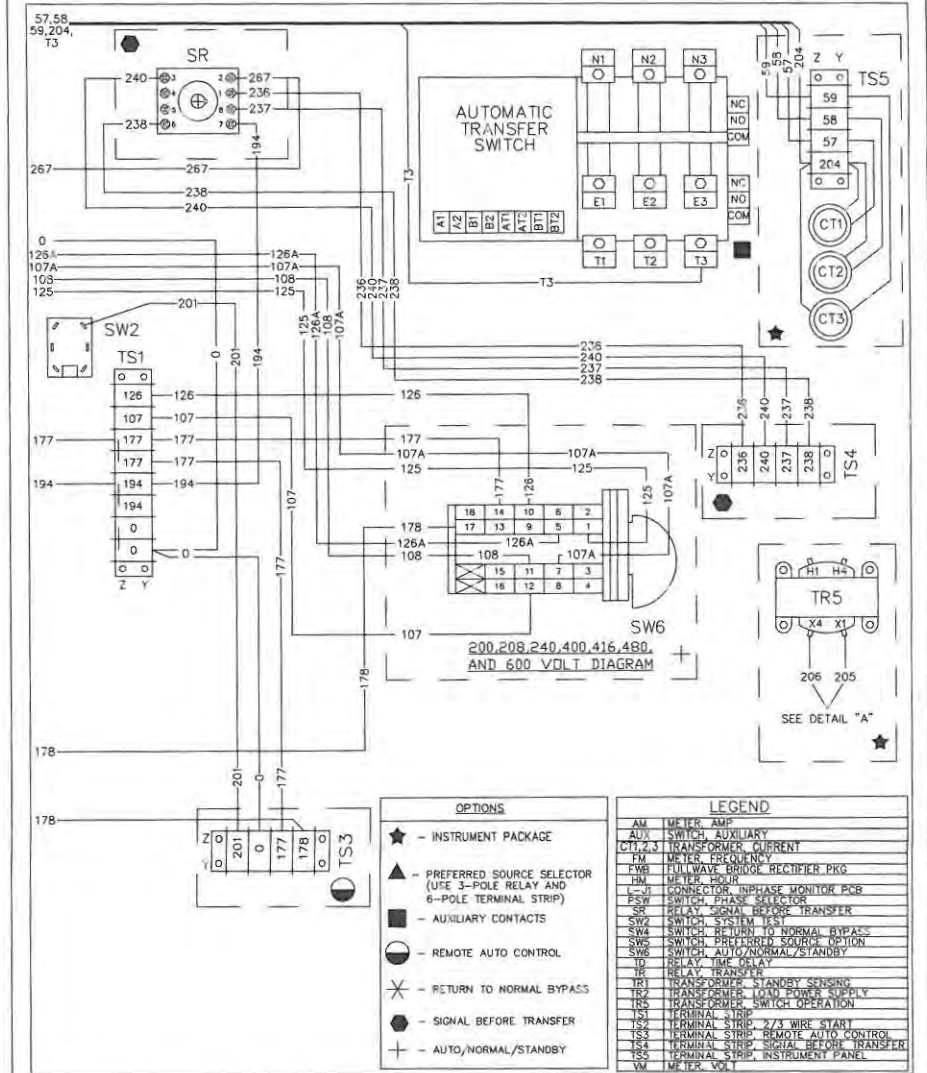 57,58
59,204,
T3
SR
240 3 2 267
4 1 236
5 8 237
238 6 7
194
267 267
238
240
0
126A 126A
107A 107A
108 108
125 125
201
SW2
TS1
126 126 126
107 107
177 177 177 177
177 177
194 194 194
194
0
0 0
Z Y
0
201
194
125
126A
108
107A
T3
T3
236
240
237
238
AUTOMATIC
TRANSFER
SWITCH
A1 A2 B1 B2 AT1 AT2 BT1 BT2
N1 N2 N3
NC
NO
COM
E1 E2 E3
NC
NO
COM
T1 T2 T3
59 58 57 204
Z Y
TS5
59
58
57
204
CT1
CT2
CT3
236
240
237
238
236 240 237 238
Z 236 240 237 238
Y
TS4
177
107A 107A
125 125
177 126
125 107A
178
18 14 10 6 2
17 13 9 5 1
126A 126A
108 108 107A
15 11 7 3
16 12 8 4
107
107
SW6
200,208,240,400,416,480,
AND 600 VOLT DIAGRAM
H1 H4
TR5
X4 X1
206 205
SEE DETAIL "A"
177
178
178
201 0 177
178
Z 201 0 177 178
Y
TS3
OPTIONS
- INSTRUMENT PACKAGE
- PREFERRED SOURCE SELECTOR
(USE 3-POLE RELAY AND
6-POLE TERMINAL STRIP)
- AUXILIARY CONTACTS
- REMOTE AUTO CONTROL
- RETURN TO NORMAL BYPASS
- SIGNAL BEFORE TRANSFER
- AUTO/NORMAL/STANDBY
LEGEND
AM METER, AMP
AUX SWITCH, AUXILIARY
CT1,2,3 TRANSFORMER, CURRENT
FM METER, FREQUENCY
FWB FULLWAVE BRIDGE RECTIFIER PKG
HM METER, HOUR
L-J1 CONNECTOR, INPHASE MONITOR PCB
PSW SWITCH, PHASE SELECTOR
SR RELAY, SIGNAL BEFORE TRANSFER
SW2 SWITCH, SYSTEM TEST
SW4 SWITCH, RETURN TO NORMAL BYPASS
SW5 SWITCH, PREFERRED SOURCE OPTION
SW6 SWITCH, AUTO/NORMAL/STANDBY
TD RELAY, TIME DELAY
TR RELAY, TRANSFER
TR1 TRANSFORMER, STANDBY SENSING
TR2 TRANSFORMER, LOAD POWER SUPPLY
TR5 TRANSFORMER, SWITCH OPERATION
TS1 TERMINAL STRIP
TS2 TERMINAL STRIP, 2/3 WIRE START
TS3 TERMINAL STRIP, REMOTE AUTO CONTROL
TS4 TERMINAL STRIP, SIGNAL BEFORE TRANSFER
TS5 TERMINAL STRIP, INSTRUMENT PANEL
VM METER, VOLT